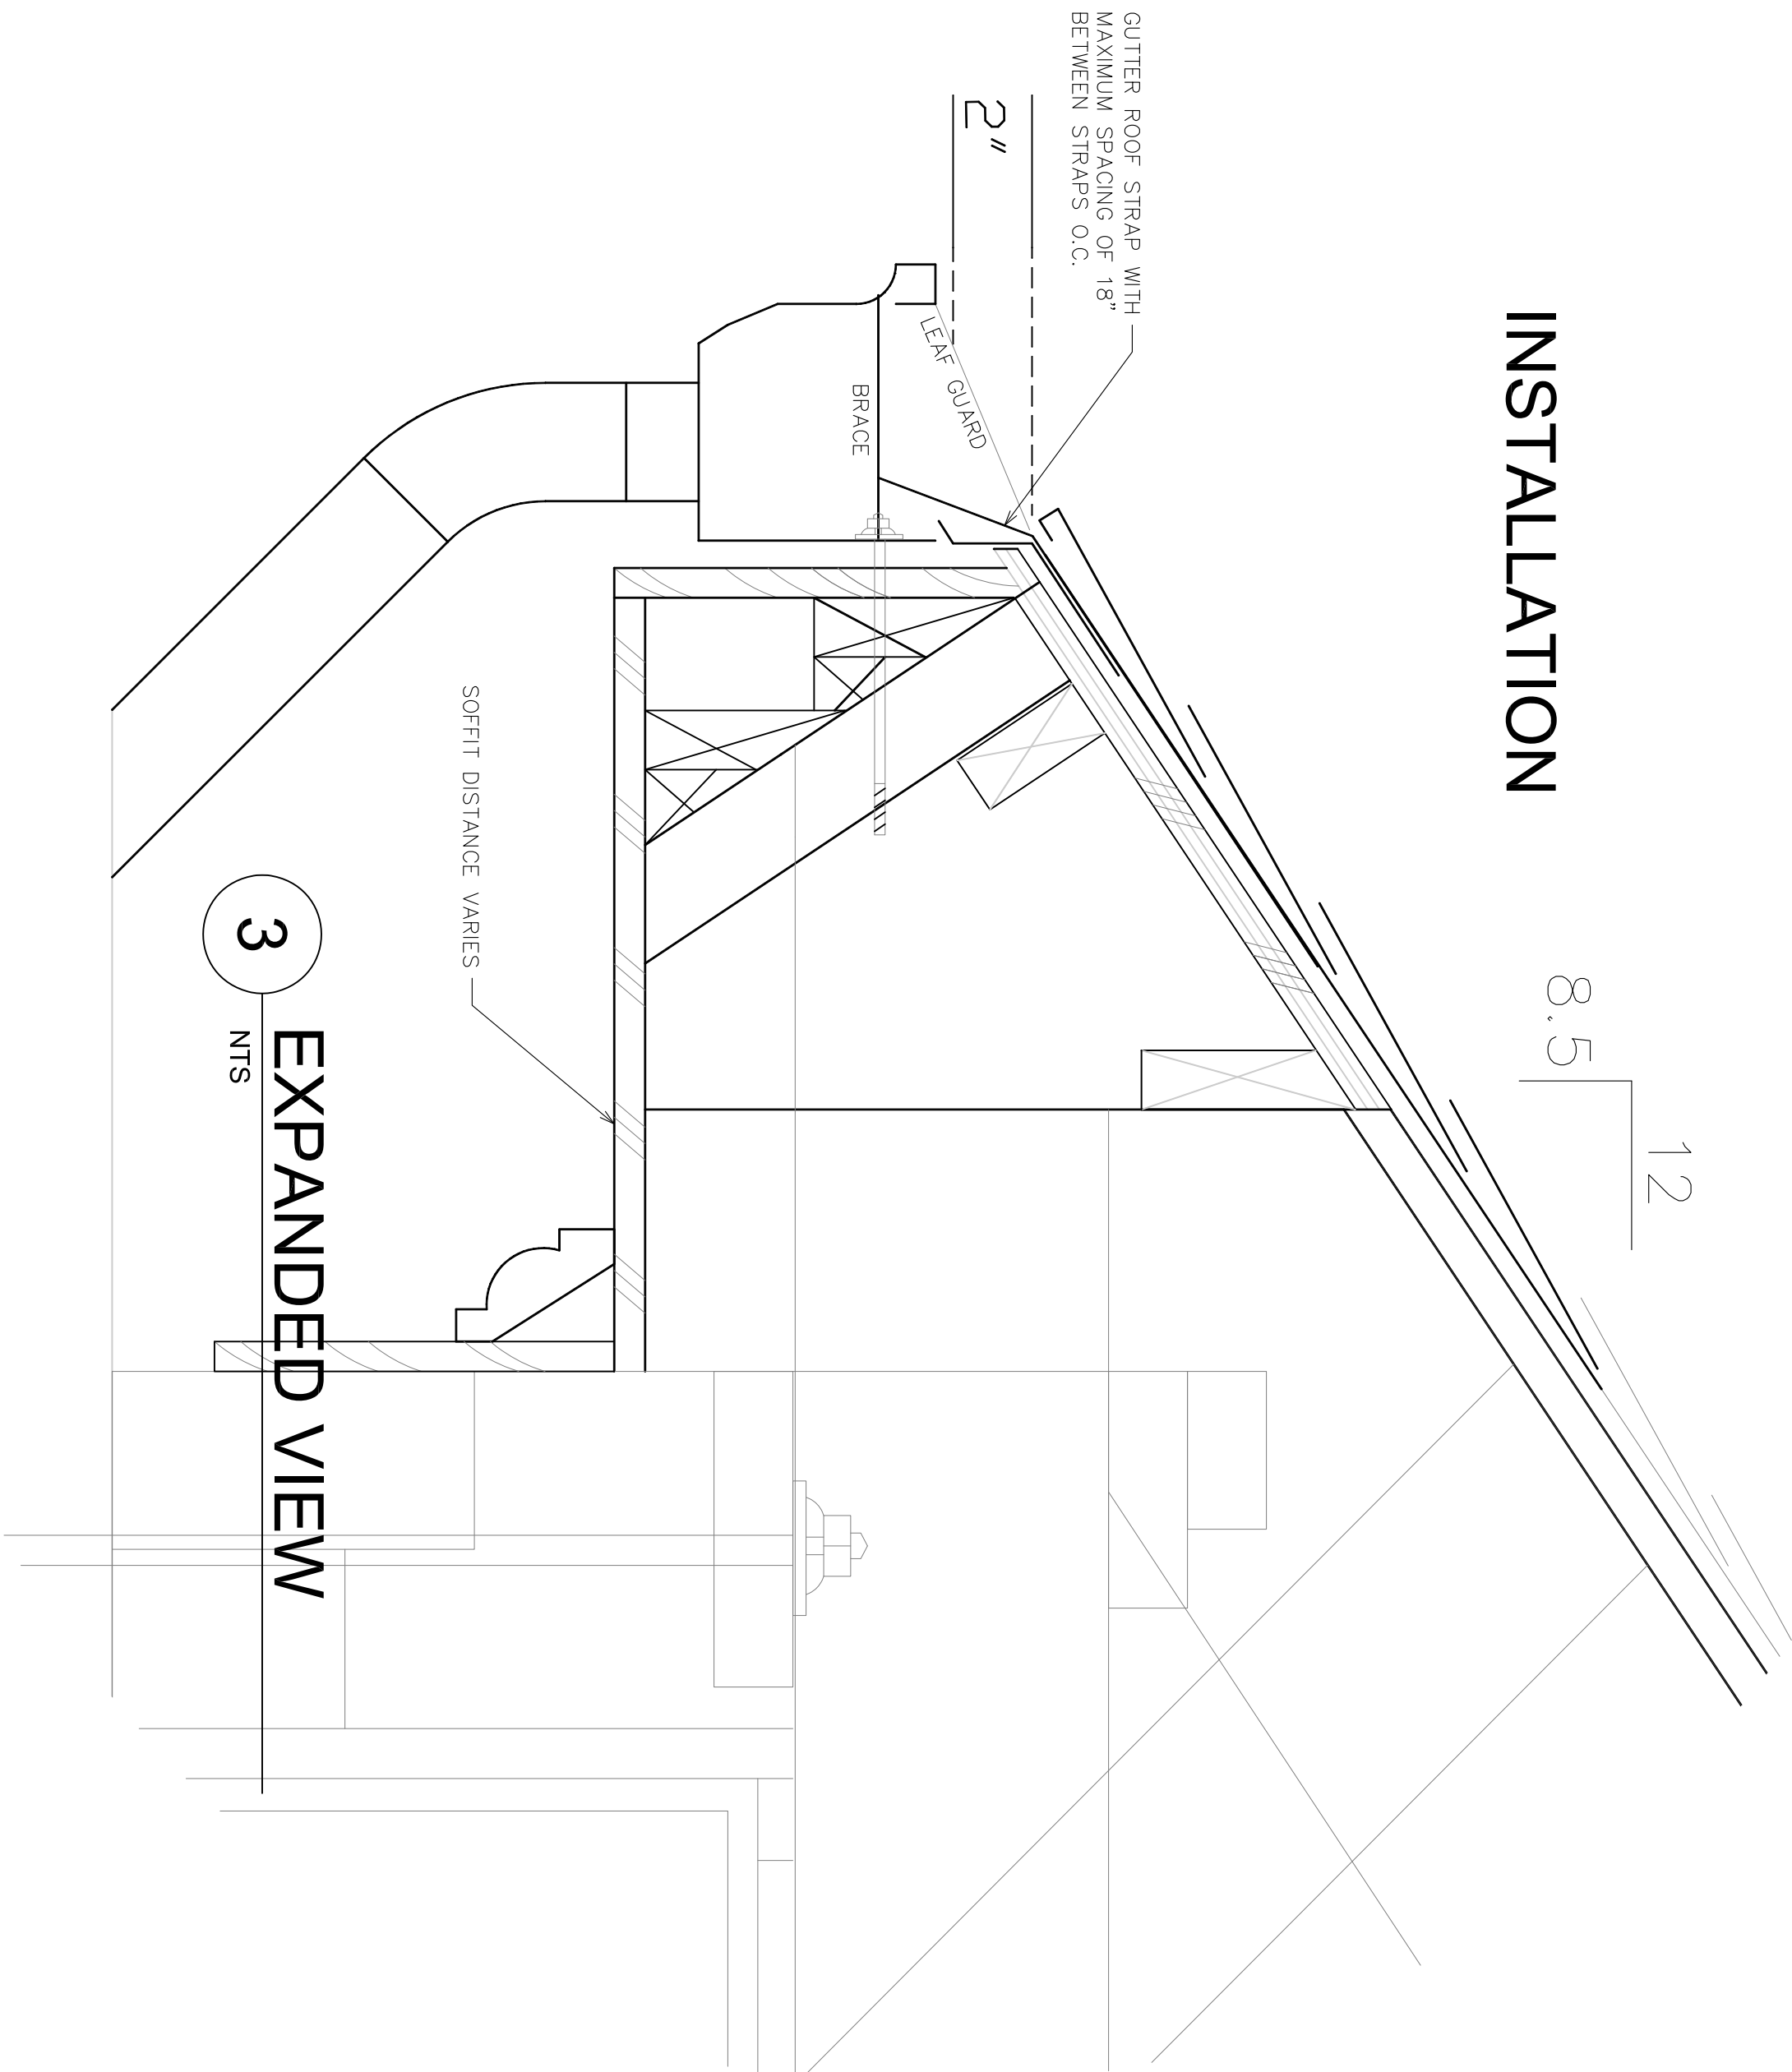 INSTALLATION
8.5
12
GUTTER ROOF STRAP WITH
MAXIMUM SPACING OF 18"
BETWEEN STRAPS O.C.
2"
LEAF GUARD
BRACE
SOFFIT DISTANCE VARIES
3
EXPANDED VIEW
NTS